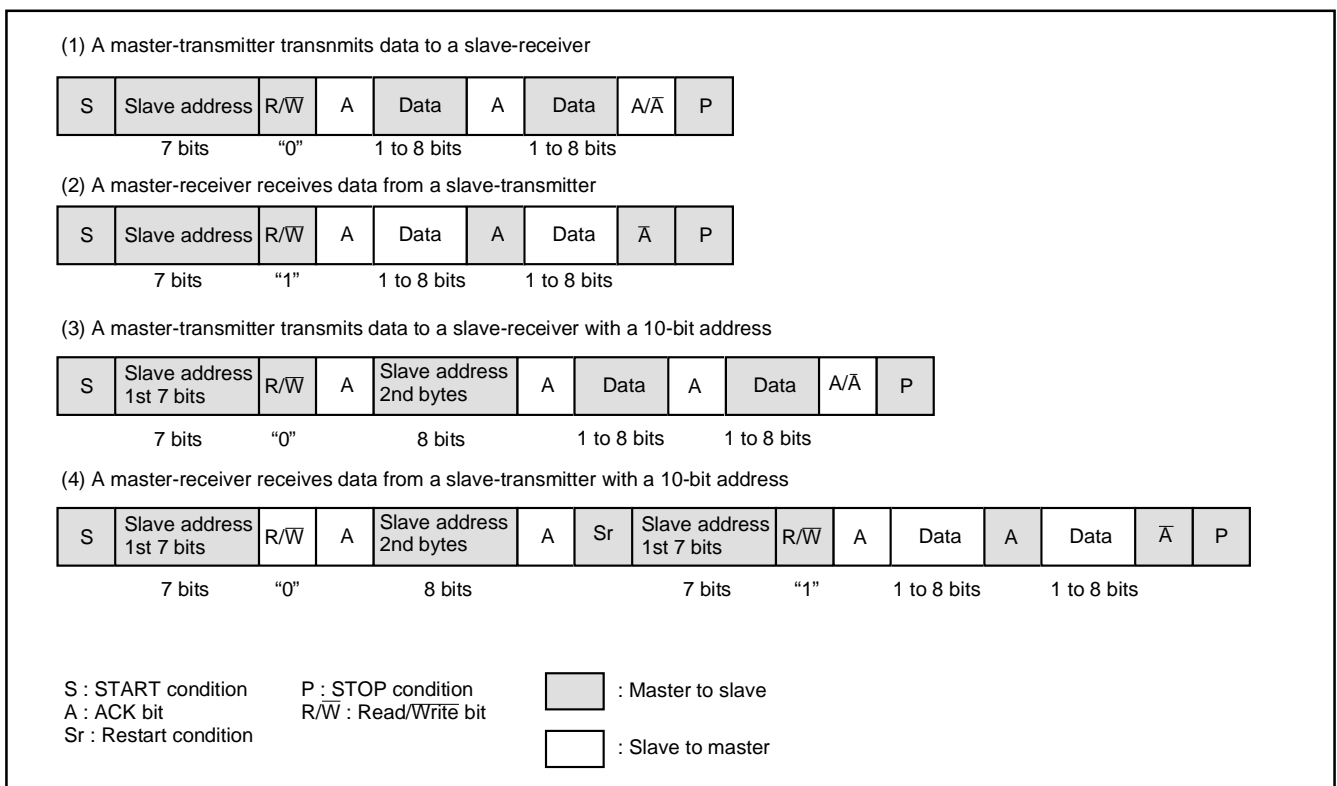 (1) A master-transmitter transnmits data to a slave-receiver
S Slave address R/W̅ A Data A Data A/A̅ P
7 bits “0” 1 to 8 bits 1 to 8 bits
(2) A master-receiver receives data from a slave-transmitter
S Slave address R/W̅ A Data A Data A̅ P
7 bits “1” 1 to 8 bits 1 to 8 bits
(3) A master-transmitter transmits data to a slave-receiver with a 10-bit address
S Slave address 1st 7 bits R/W̅ A Slave address 2nd bytes A Data A Data A/A̅ P
7 bits “0” 8 bits 1 to 8 bits 1 to 8 bits
(4) A master-receiver receives data from a slave-transmitter with a 10-bit address
S Slave address 1st 7 bits R/W̅ A Slave address 2nd bytes A Sr Slave address 1st 7 bits R/W̅ A Data A Data A̅ P
7 bits “0” 8 bits 7 bits “1” 1 to 8 bits 1 to 8 bits
S : START condition P : STOP condition : Master to slave
A : ACK bit R/W̅ : Read/W̅r̅i̅t̅e̅ bit
Sr : Restart condition : Slave to master